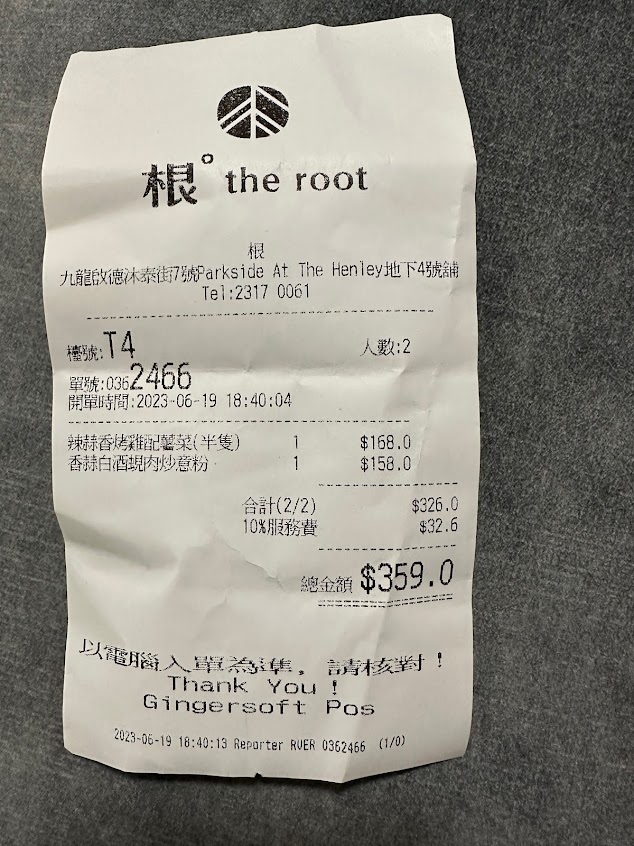 根° the root
根
九龍啟德沐泰街7號Parkside At The Henley地下4號舖
Tel:2317 0061
檯號:T4 人數:2
單號:0362466
開單時間:2023-06-19 18:40:04
辣蒜香烤雞配薯菜(半隻) 1 $168.0
香蒜白酒蜆肉炒意粉 1 $158.0
合計(2/2) $326.0
10%服務費 $32.6
總金額 $359.0
以電腦入單為準，請核對！
Thank You！
Gingersoft Pos
2023-06-19 18:40:13 Reporter RVER 0362466 (1/0)